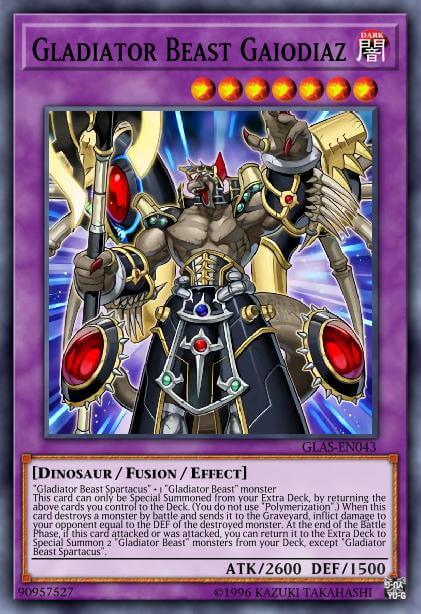 GLADIATOR BEAST GAIODIAZ
DARK
闇
GLAS-EN043
[DINOSAUR / FUSION / EFFECT]
"Gladiator Beast Spartacus" + 1 "Gladiator Beast" monster
This card can only be Special Summoned from your Extra Deck, by returning the
above cards you control to the Deck. (You do not use "Polymerization".) When this
card destroys a monster by battle and sends it to the Graveyard, inflict damage to
your opponent equal to the DEF of the destroyed monster. At the end of the Battle
Phase, if this card attacked or was attacked, you can return it to the Extra Deck to
Special Summon 2 "Gladiator Beast" monsters from your Deck, except "Gladiator
Beast Spartacus".
ATK/2600 DEF/1500
90957527
©1996 KAZUKI TAKAHASHI